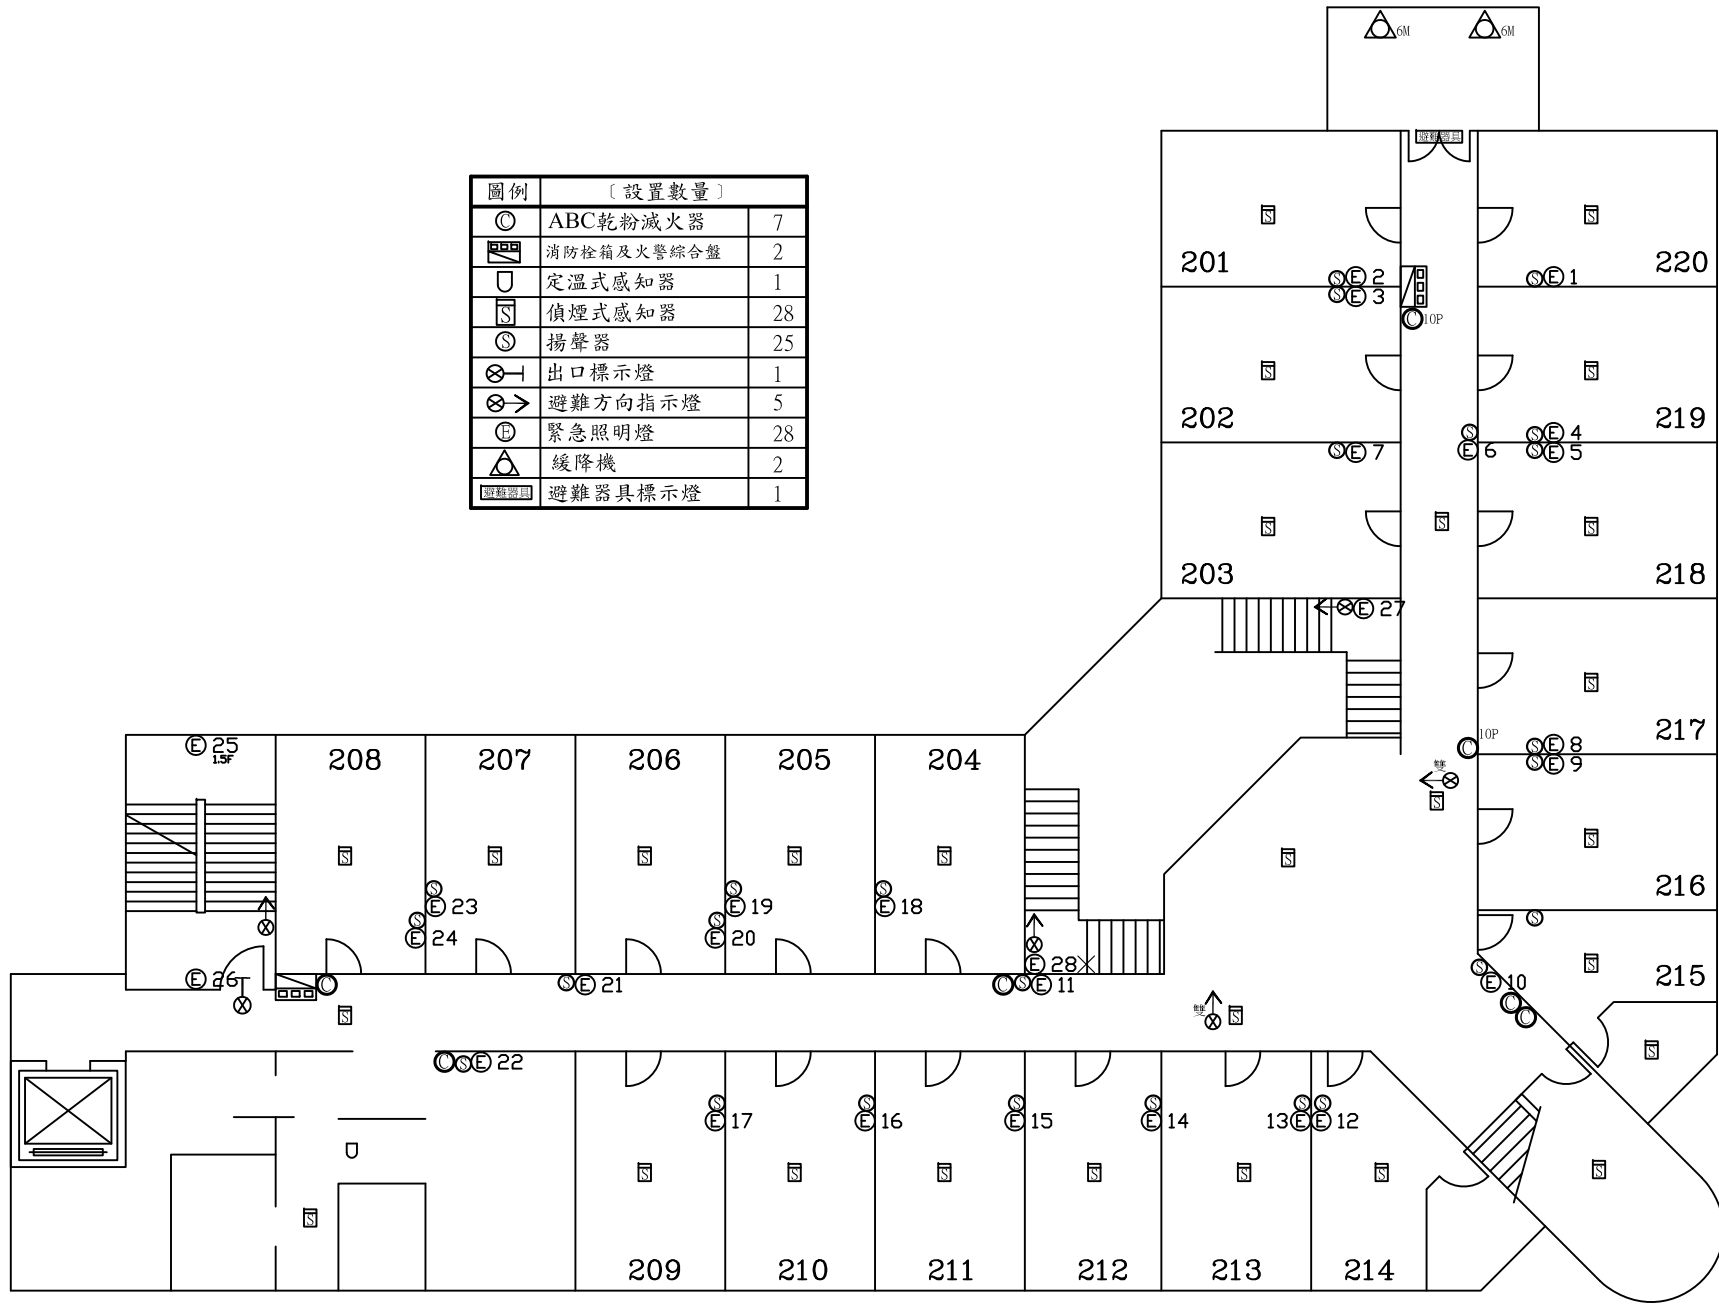 6M 6M
避難器具
圖例 〔設置數量〕
Ⓒ ABC乾粉滅火器 7
消防栓箱及火警綜合盤 2
定溫式感知器 1
S 偵煙式感知器 28
Ⓢ 揚聲器 25
出口標示燈 1
避難方向指示燈 5
Ⓔ 緊急照明燈 28
緩降機 2
避難器具 避難器具標示燈 1
S S
201 220
S E 2 S E 1
S E 3
C 10P
S S
202 219
S S E 4
S E 7 E 6 S E 5
S S S
203 218
E 27
S
217
10P
C S E 8
S E 9
雙
S
E 25
1.5F
208 207 206 205 204
S S S S S S S
216
S S S
E 23 E 19 E 18
S S S
E 24 E 20
E 28
S S
215
E 26 C S E 21 C S E 11 E 10
C
C
雙
S S
S
C S E 22
S S S S S S
E 17 E 16 E 15 E 14 13 E E 12
S S S S S S S
S
209 210 211 212 213 214